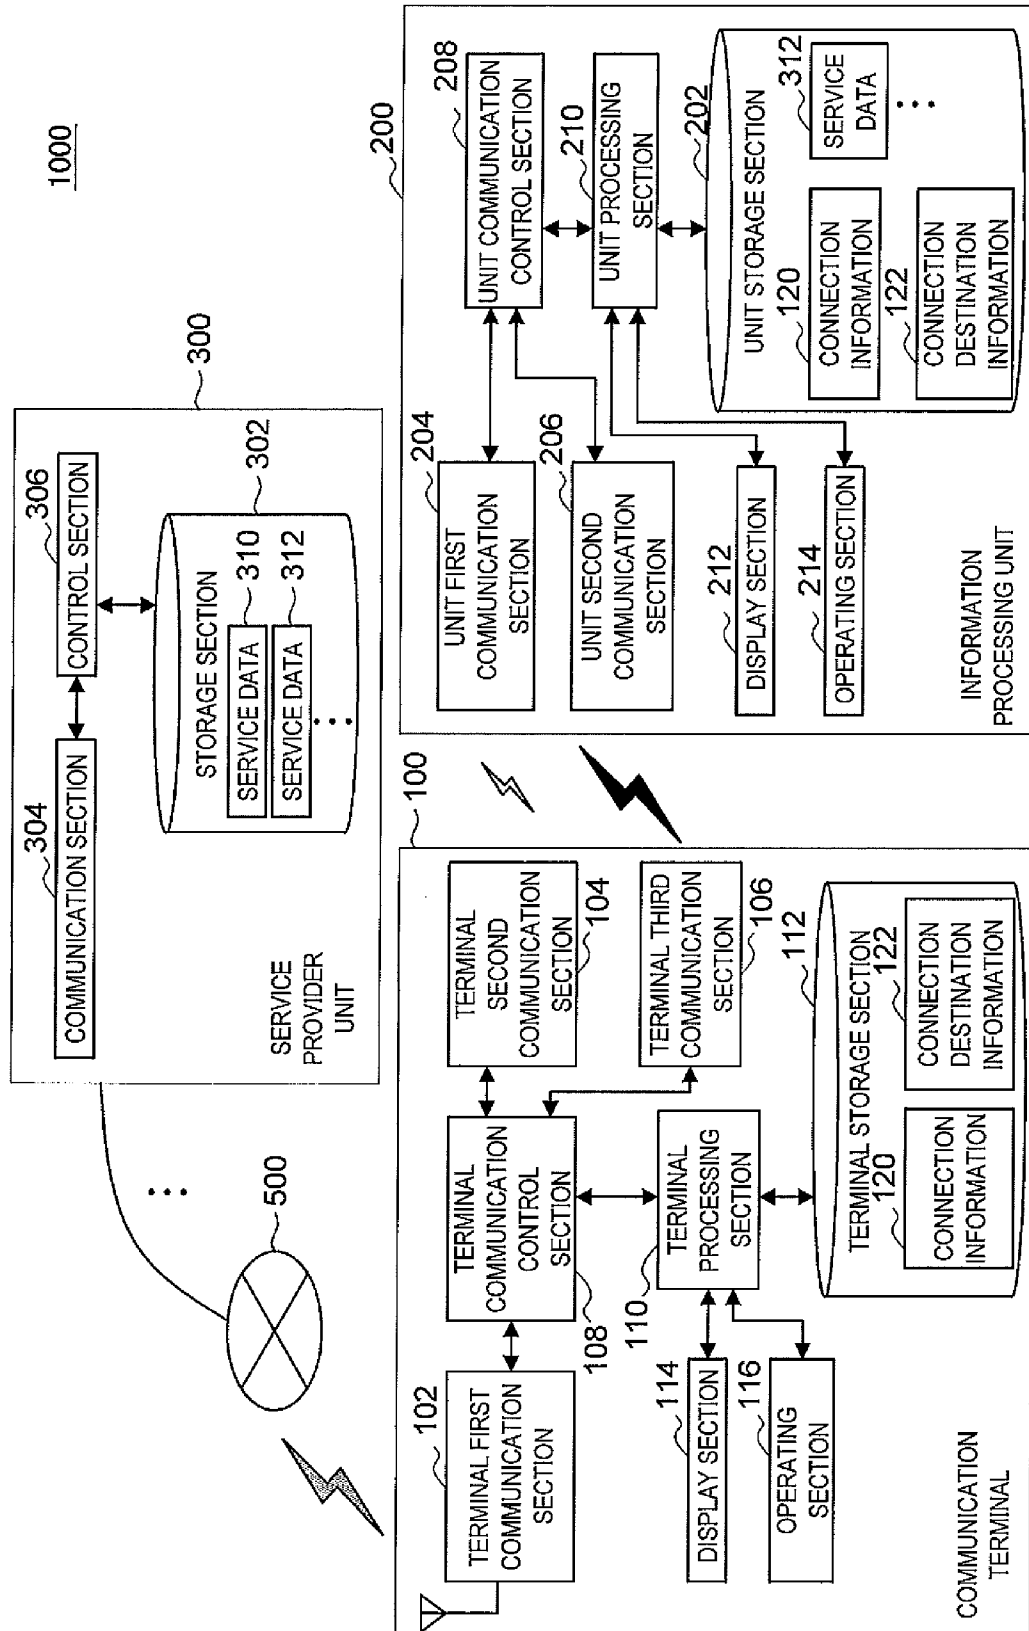 1000
300
304
COMMUNICATION SECTION
306
CONTROL SECTION
302
STORAGE SECTION
310
SERVICE DATA
312
SERVICE DATA
SERVICE
PROVIDER
UNIT
500
100
102
TERMINAL FIRST
COMMUNICATION
SECTION
TERMINAL
COMMUNICATION
CONTROL
SECTION
108
TERMINAL
SECOND
COMMUNICATION
SECTION
104
TERMINAL THIRD
COMMUNICATION
SECTION
106
110
TERMINAL
PROCESSING
SECTION
114
DISPLAY SECTION
116
OPERATING
SECTION
112
TERMINAL STORAGE SECTION
120
CONNECTION
INFORMATION
122
CONNECTION
DESTINATION
INFORMATION
COMMUNICATION
TERMINAL
200
204
UNIT FIRST
COMMUNICATION
SECTION
206
UNIT SECOND
COMMUNICATION
SECTION
208
UNIT COMMUNICATION
CONTROL SECTION
210
UNIT PROCESSING
SECTION
212
DISPLAY SECTION
214
OPERATING SECTION
202
UNIT STORAGE SECTION
120
CONNECTION
INFORMATION
122
CONNECTION
DESTINATION
INFORMATION
312
SERVICE
DATA
INFORMATION
PROCESSING UNIT